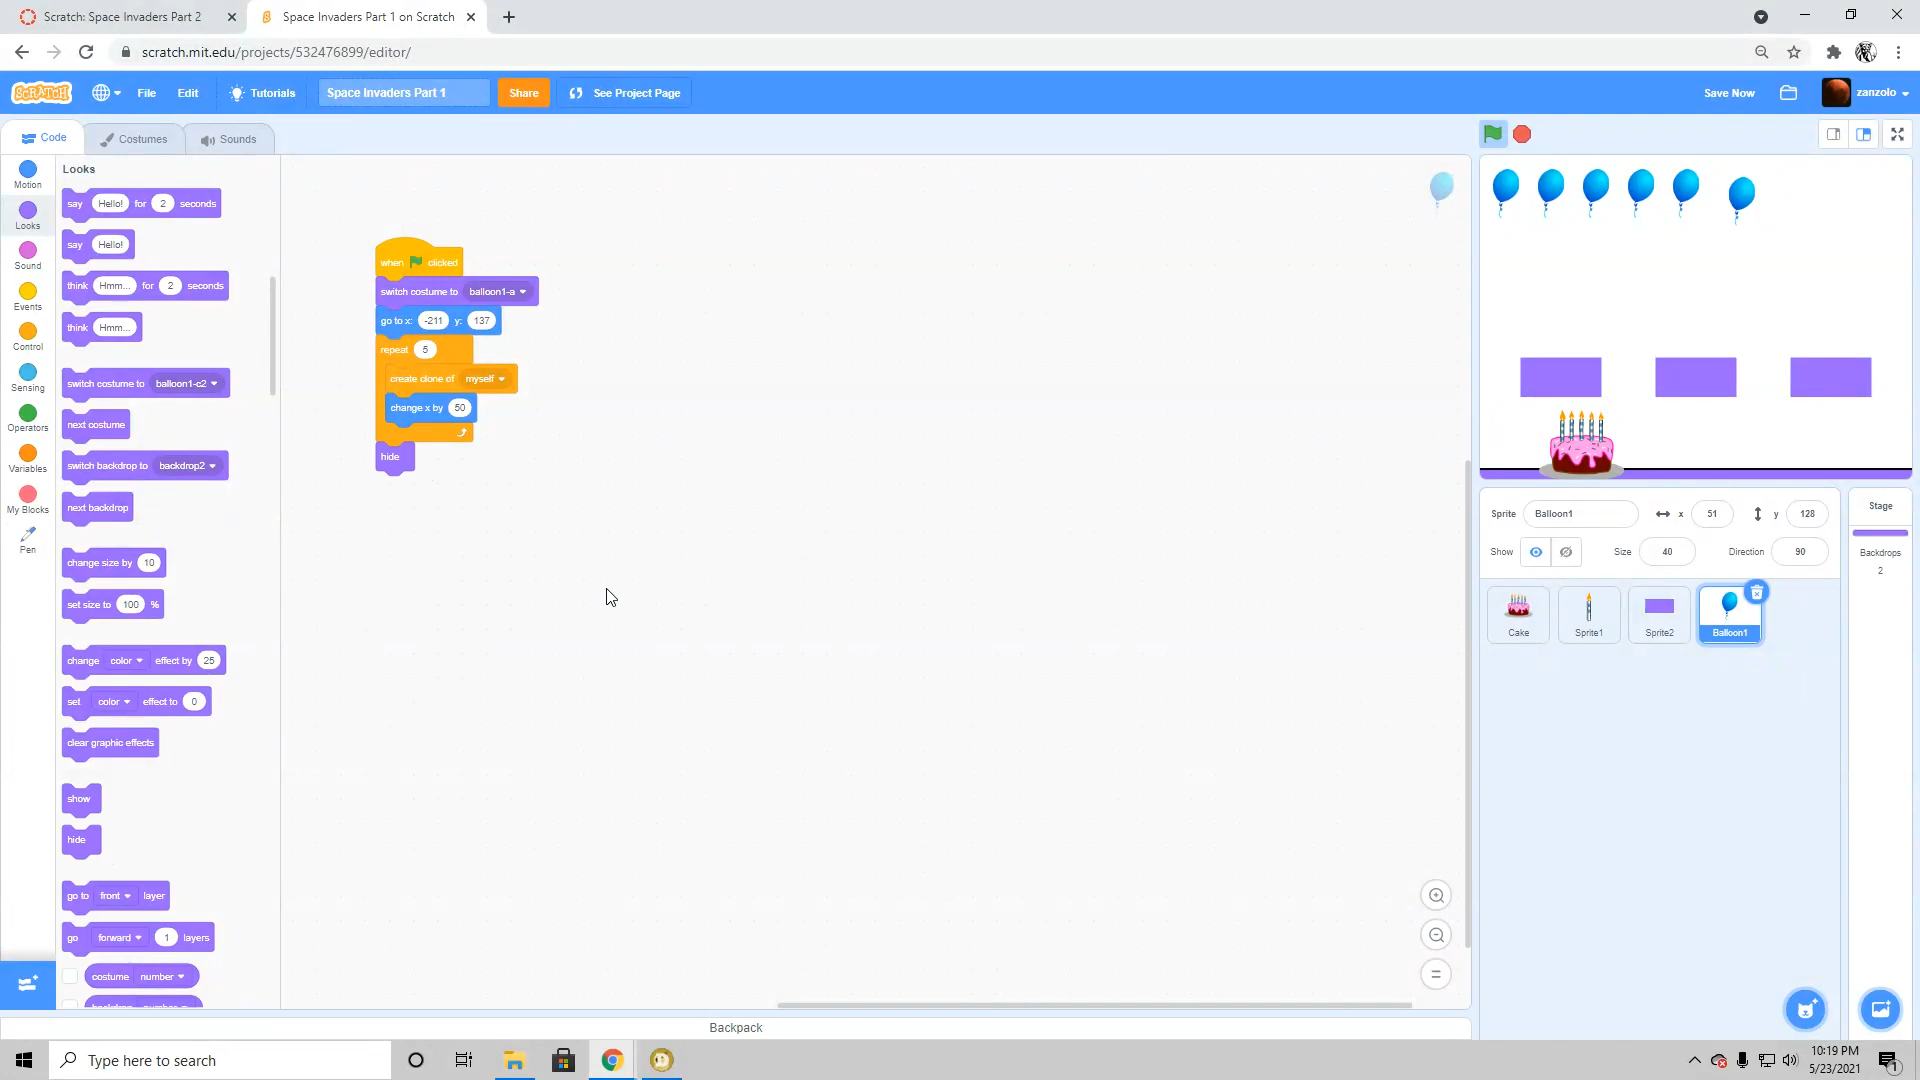 Scratch: Space Invaders Part 2
Space Invaders Part 1 on Scratch
scratch.mit.edu/projects/532476899/editor/
SCRATCH
File
Edit
Tutorials
Space Invaders Part 1
Share
See Project Page
Save Now
zanzolo
Code
Costumes
Sounds
Motion
Looks
Sound
Events
Control
Sensing
Operators
Variables
My Blocks
Pen
Looks
say Hello! for 2 seconds
say Hello!
think Hmm... for 2 seconds
think Hmm...
switch costume to balloon1-c2
next costume
switch backdrop to backdrop2
next backdrop
change size by 10
set size to 100 %
change color effect by 25
set color effect to 0
clear graphic effects
show
hide
go to front layer
go forward 1 layers
costume number
backdrop number
when clicked
switch costume to balloon1-a
go to x: -211 y: 137
repeat 5
create clone of myself
change x by 50
hide
Sprite Balloon1 x 51 y 128
Show Size 40 Direction 90
Cake
Sprite1
Sprite2
Balloon1
Stage
Backdrops
2
Backpack
Type here to search
10:19 PM
5/23/2021
1